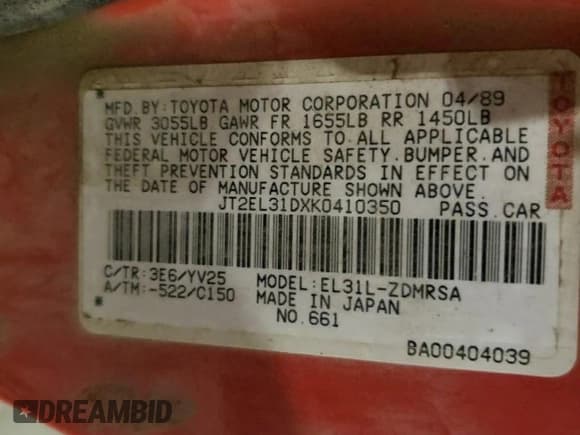 MFD. BY: TOYOTA MOTOR CORPORATION 04/89
GVWR 3055LB GAWR FR 1655LB RR 1450LB
THIS VEHICLE CONFORMS TO ALL APPLICABLE
FEDERAL MOTOR VEHICLE SAFETY, BUMPER, AND
THEFT PREVENTION STANDARDS IN EFFECT ON
THE DATE OF MANUFACTURE SHOWN ABOVE.
JT2EL31DXK0410350 PASS. CAR
C/TR: 3E6/YV25 MODEL: EL31L-ZDMRSA
A/TM: -522/C150 MADE IN JAPAN
NO. 661
BA00404039
TOYOTA
DREAMBID